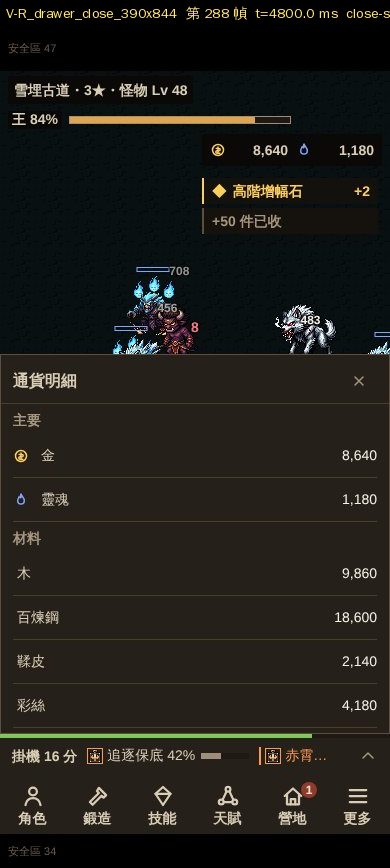 V-R_drawer_close_390x844 第 288 幀 t=4800.0 ms close-s
安全區 47
雪埋古道・3★・怪物 Lv 48
王 84%
8,640 1,180
高階增幅石 +2
+50 件已收
708
456
8
483
通貨明細
主要
金 8,640
靈魂 1,180
材料
木 9,860
百煉鋼 18,600
鞣皮 2,140
彩絲 4,180
掛機 16 分 追逐保底 42% 赤霄…
1
角色 鍛造 技能 天賦 營地 更多
安全區 34